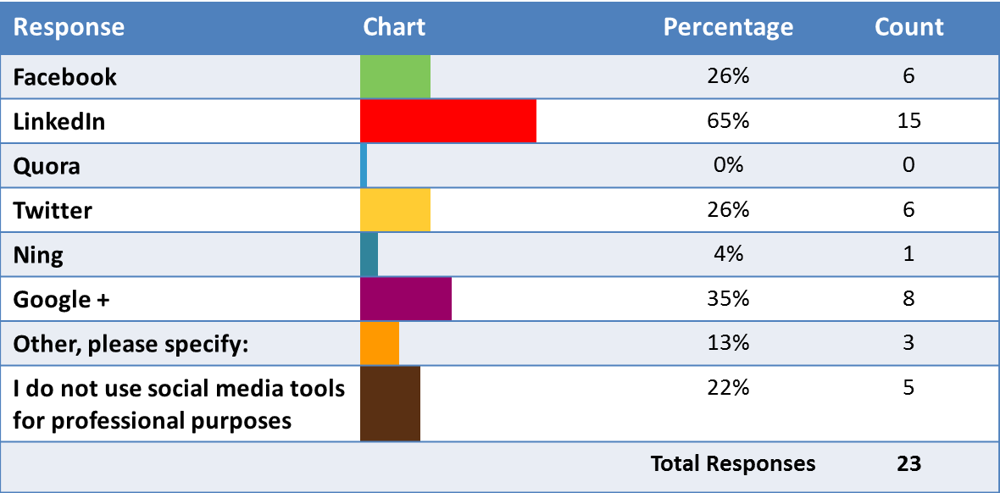 Response Chart Percentage Count
Facebook 26% 6
LinkedIn 65% 15
Quora 0% 0
Twitter 26% 6
Ning 4% 1
Google + 35% 8
Other, please specify: 13% 3
I do not use social media tools 22% 5
for professional purposes
Total Responses 23